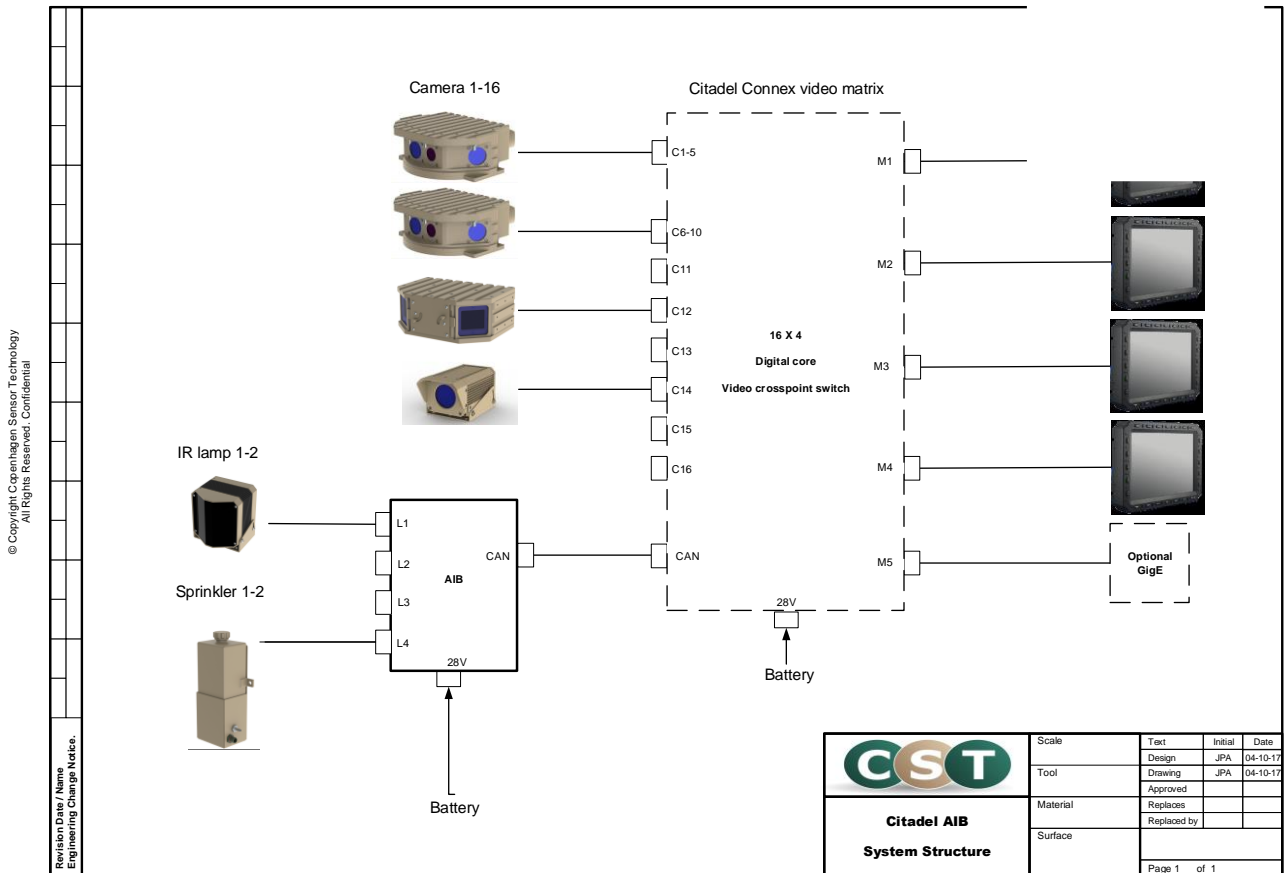 Camera 1-16
Citadel Connex video matrix
C1-5
C6-10
C11
C12
C13
C14
C15
C16
CAN
M1
M2
M3
M4
M5
16 X 4
Digital core
Video crosspoint switch
28V
Battery
Optional
GigE
IR lamp 1-2
Sprinkler 1-2
L1
L2
L3
L4
CAN
AIB
28V
Battery
© Copyright Copenhagen Sensor Technology
All Rights Reserved. Confidential
Revision Date / Name
Engineering Change Notice.
CST
Citadel AIB
System Structure
Scale
Tool
Material
Surface
Text Initial Date
Design JPA 04-10-17
Drawing JPA 04-10-17
Approved
Replaces
Replaced by
Page 1 of 1